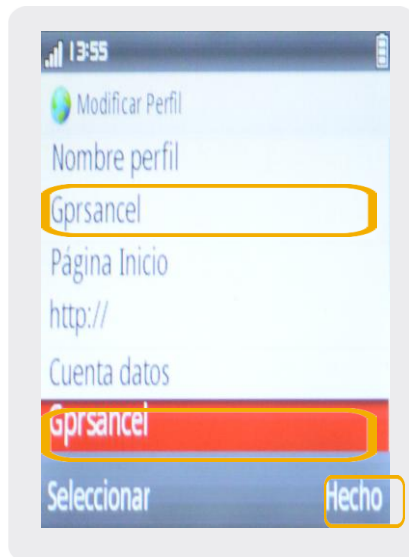 13:55
Modificar Perfil
Nombre perfil
Gprsancel
Página Inicio
http://
Cuenta datos
Gprsancel
Seleccionar Hecho